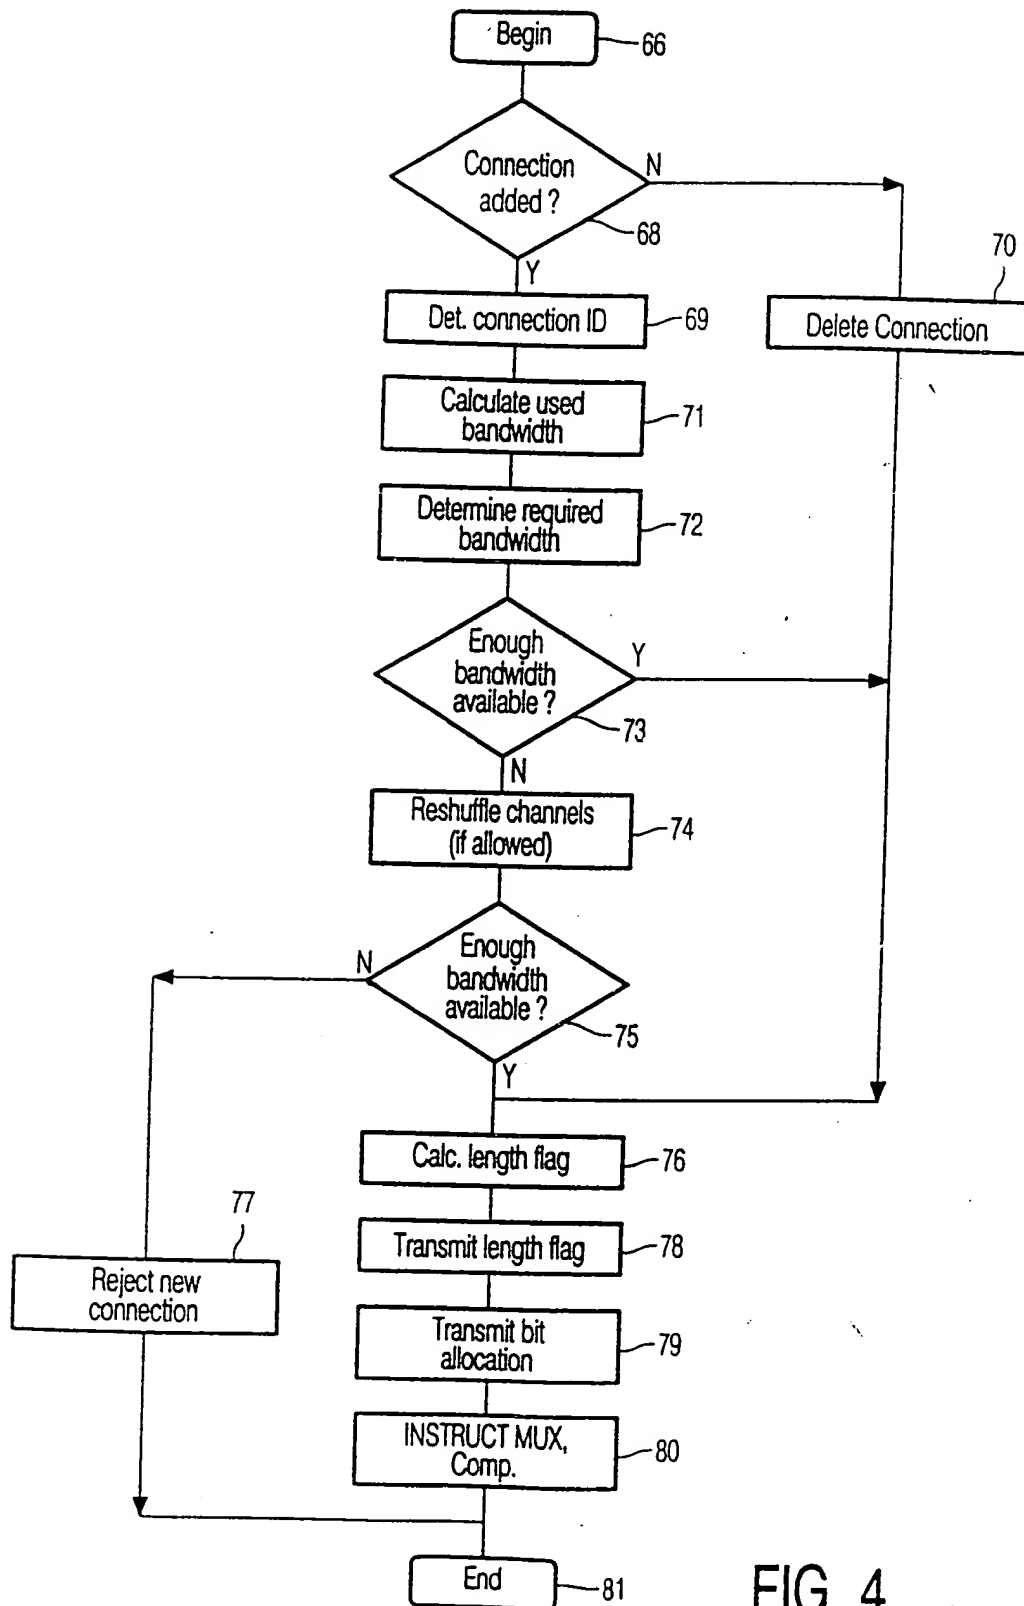 Begin
66
Connection
added ?
N
68
Y
70
Det. connection ID
69
Delete Connection
Calculate used
bandwidth
71
Determine required
bandwidth
72
Enough
bandwidth
available ?
Y
73
N
Reshuffle channels
(if allowed)
74
Enough
bandwidth
available ?
N
75
Y
Calc. length flag
76
77
Transmit length flag
78
Reject new
connection
Transmit bit
allocation
79
INSTRUCT MUX,
Comp.
80
End
81
FIG. 4